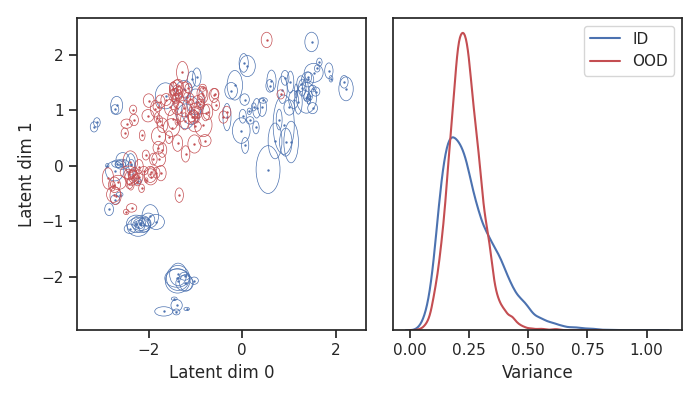 Latent dim 1
2
1
0
−1
−2
−2
0
2
Latent dim 0
ID
OOD
0.00
0.25
0.50
0.75
1.00
Variance